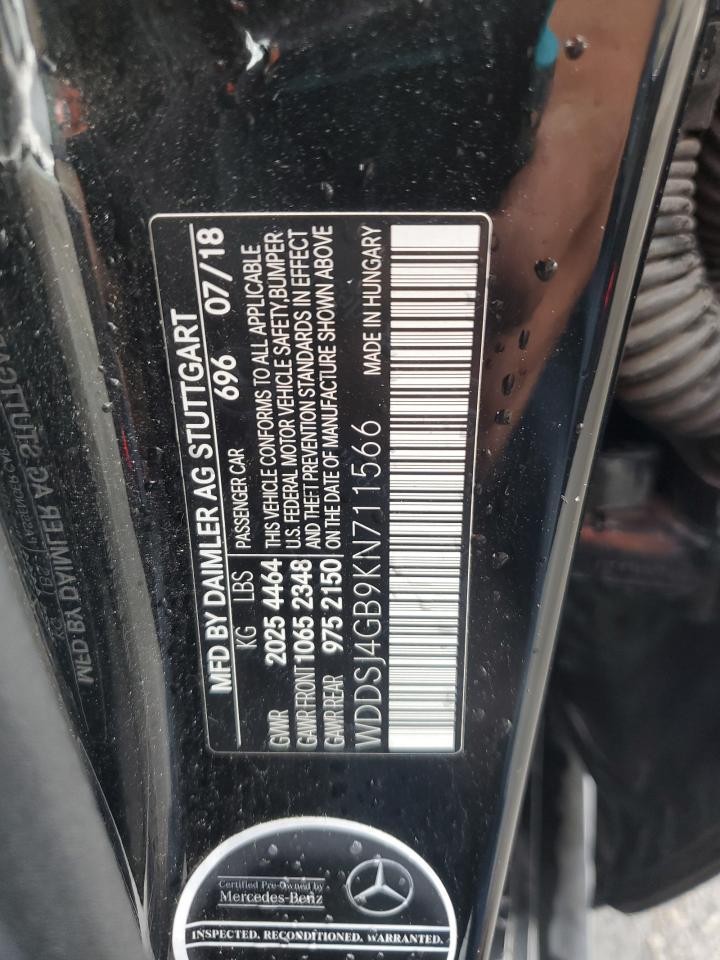 MFD BY DAIMLER AG STUTTGART
KG LBS PASSENGER CAR 696 07/18
GVWR 2025 4464 THIS VEHICLE CONFORMS TO ALL APPLICABLE
GAWR FRONT 1065 2348 U.S. FEDERAL MOTOR VEHICLE SAFETY, BUMPER
GAWR REAR 975 2150 AND THEFT PREVENTION STANDARDS IN EFFECT
ON THE DATE OF MANUFACTURE SHOWN ABOVE
WDDSJ4GB9KN711566 MADE IN HUNGARY
Certified Pre-Owned by
Mercedes-Benz
INSPECTED. RECONDITIONED. WARRANTED.